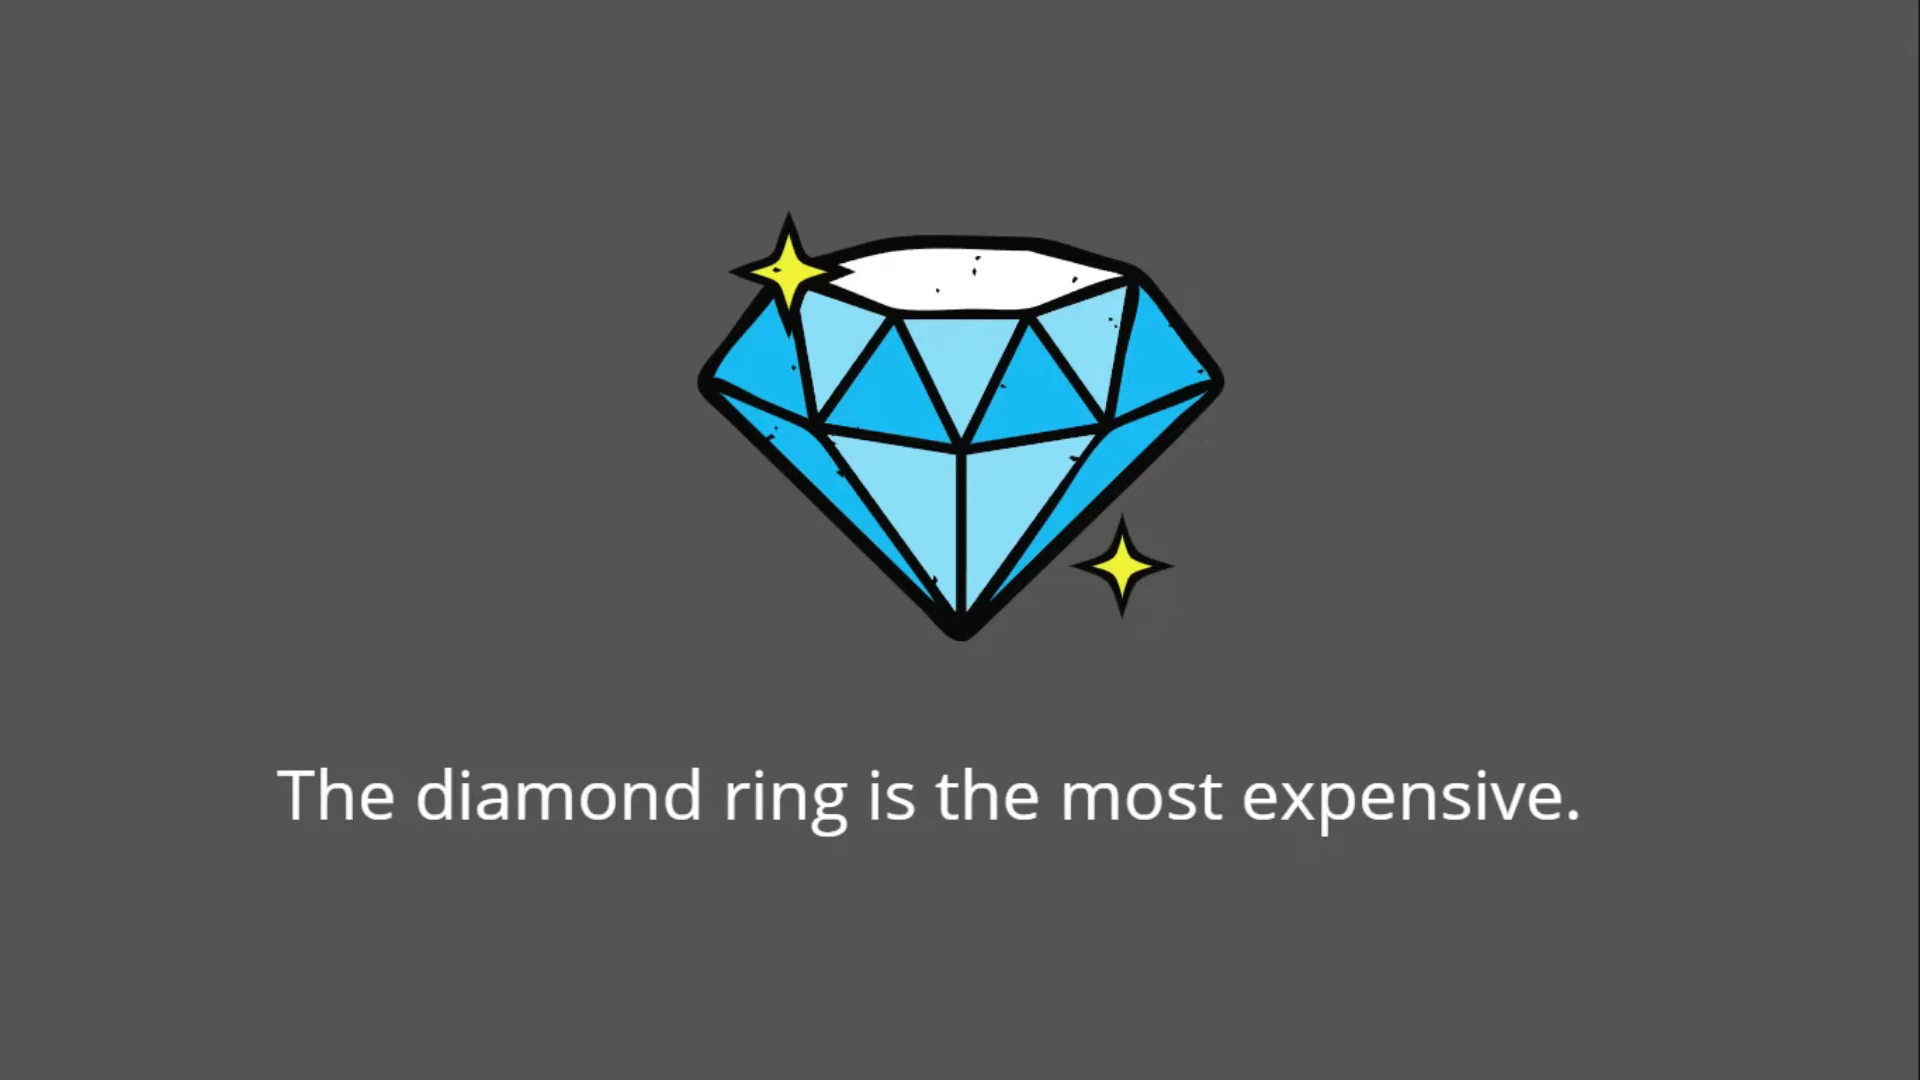 The diamond ring is the most expensive.